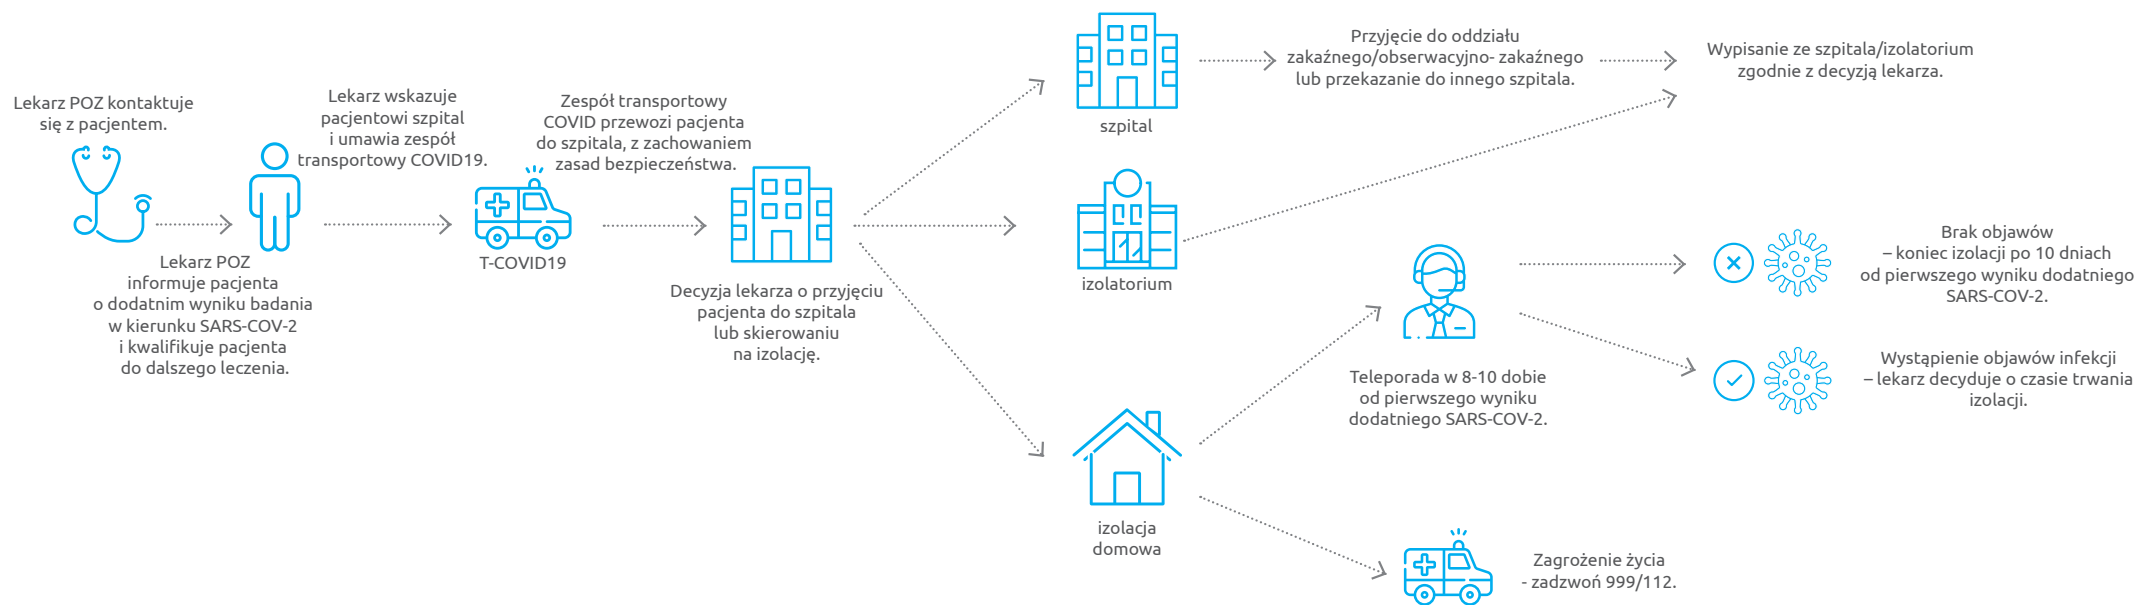 Lekarz POZ kontaktuje
się z pacjentem.
Lekarz POZ
informuje pacjenta
o dodatnim wyniku badania
w kierunku SARS-COV-2
i kwalifikuje pacjenta
do dalszego leczenia.
Lekarz wskazuje
pacjentowi szpital
i umawia zespół
transportowy COVID19.
T-COVID19
Zespół transportowy
COVID przewozi pacjenta
do szpitala, z zachowaniem
zasad bezpieczeństwa.
Decyzja lekarza o przyjęciu
pacjenta do szpitala
lub skierowaniu
na izolację.
szpital
Przyjęcie do oddziału
zakaźnego/obserwacyjno- zakaźnego
lub przekazanie do innego szpitala.
Wypisanie ze szpitala/izolatorium
zgodnie z decyzją lekarza.
izolatorium
izolacja
domowa
Teleporada w 8-10 dobie
od pierwszego wyniku
dodatniego SARS-COV-2.
Brak objawów
– koniec izolacji po 10 dniach
od pierwszego wyniku dodatniego
SARS-COV-2.
Wystąpienie objawów infekcji
– lekarz decyduje o czasie trwania
izolacji.
Zagrożenie życia
- zadzwoń 999/112.